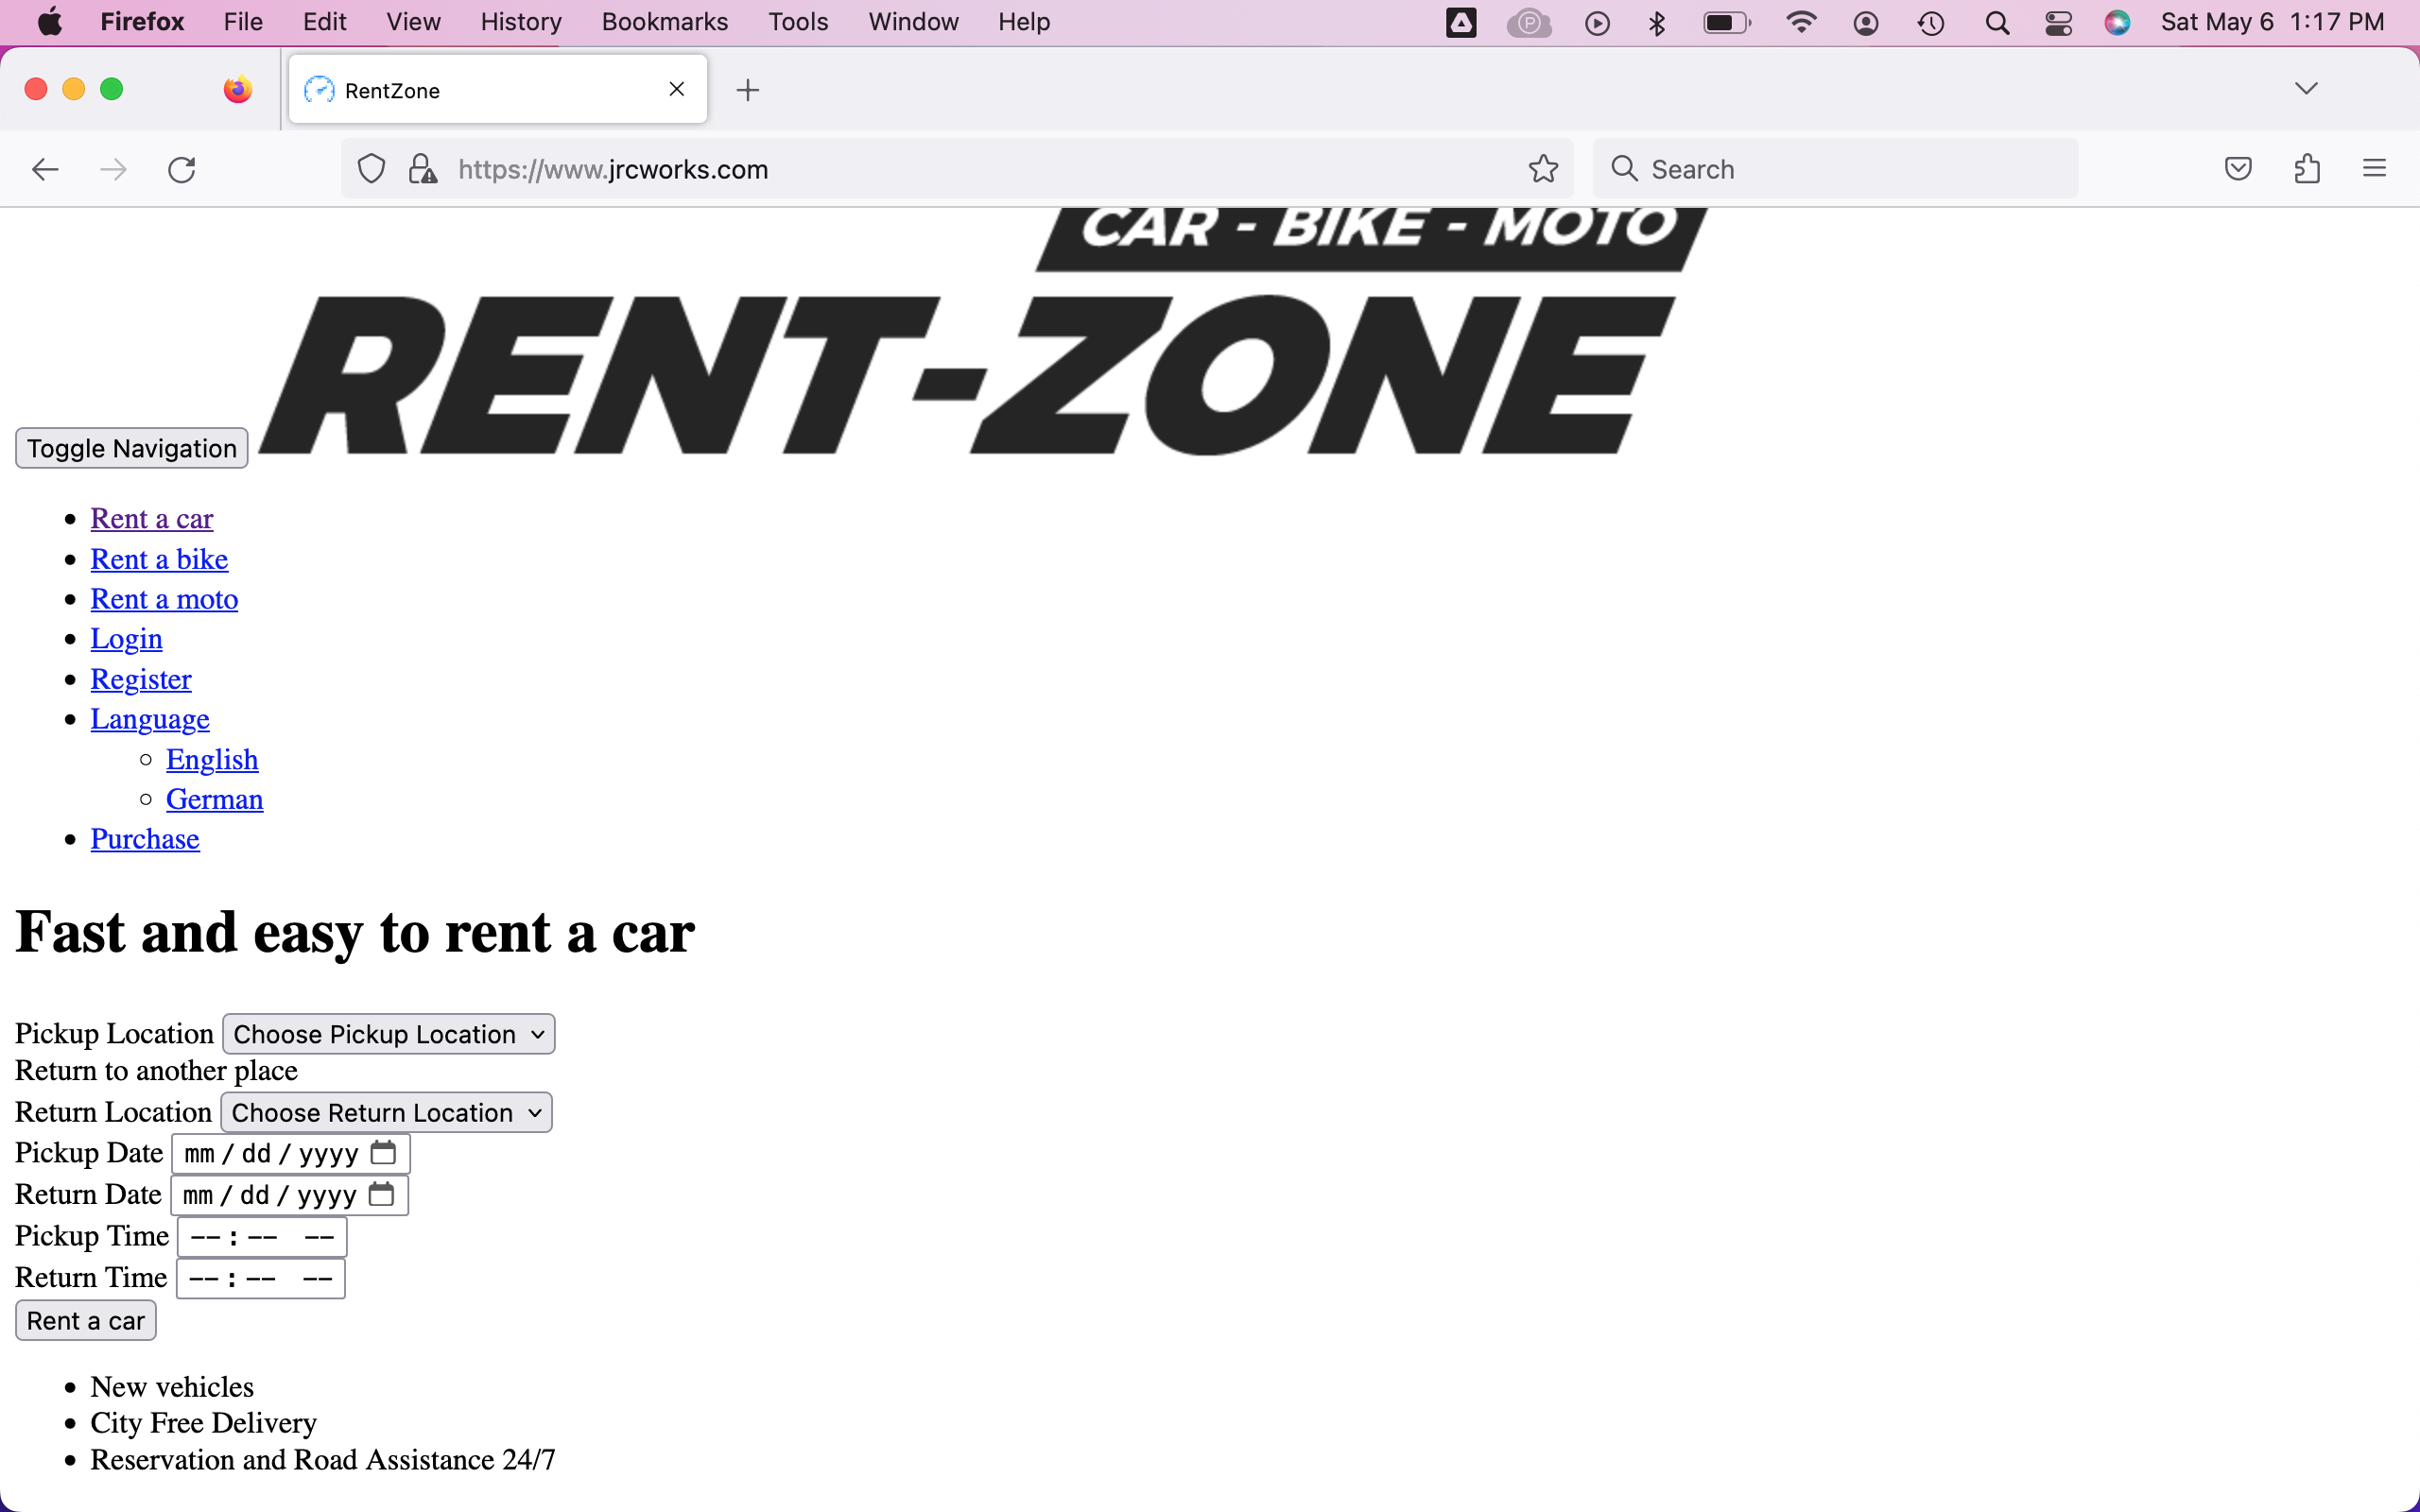 Firefox File Edit View History Bookmarks Tools Window Help Sat May 6 1:17 PM
RentZone
https://www.jrcworks.com Search
CAR - BIKE - MOTO
RENT-ZONE
Toggle Navigation
Rent a car
Rent a bike
Rent a moto
Login
Register
Language
English
German
Purchase
Fast and easy to rent a car
Pickup Location Choose Pickup Location
Return to another place
Return Location Choose Return Location
Pickup Date mm / dd / yyyy
Return Date mm / dd / yyyy
Pickup Time --:-- --
Return Time --:-- --
Rent a car
New vehicles
City Free Delivery
Reservation and Road Assistance 24/7